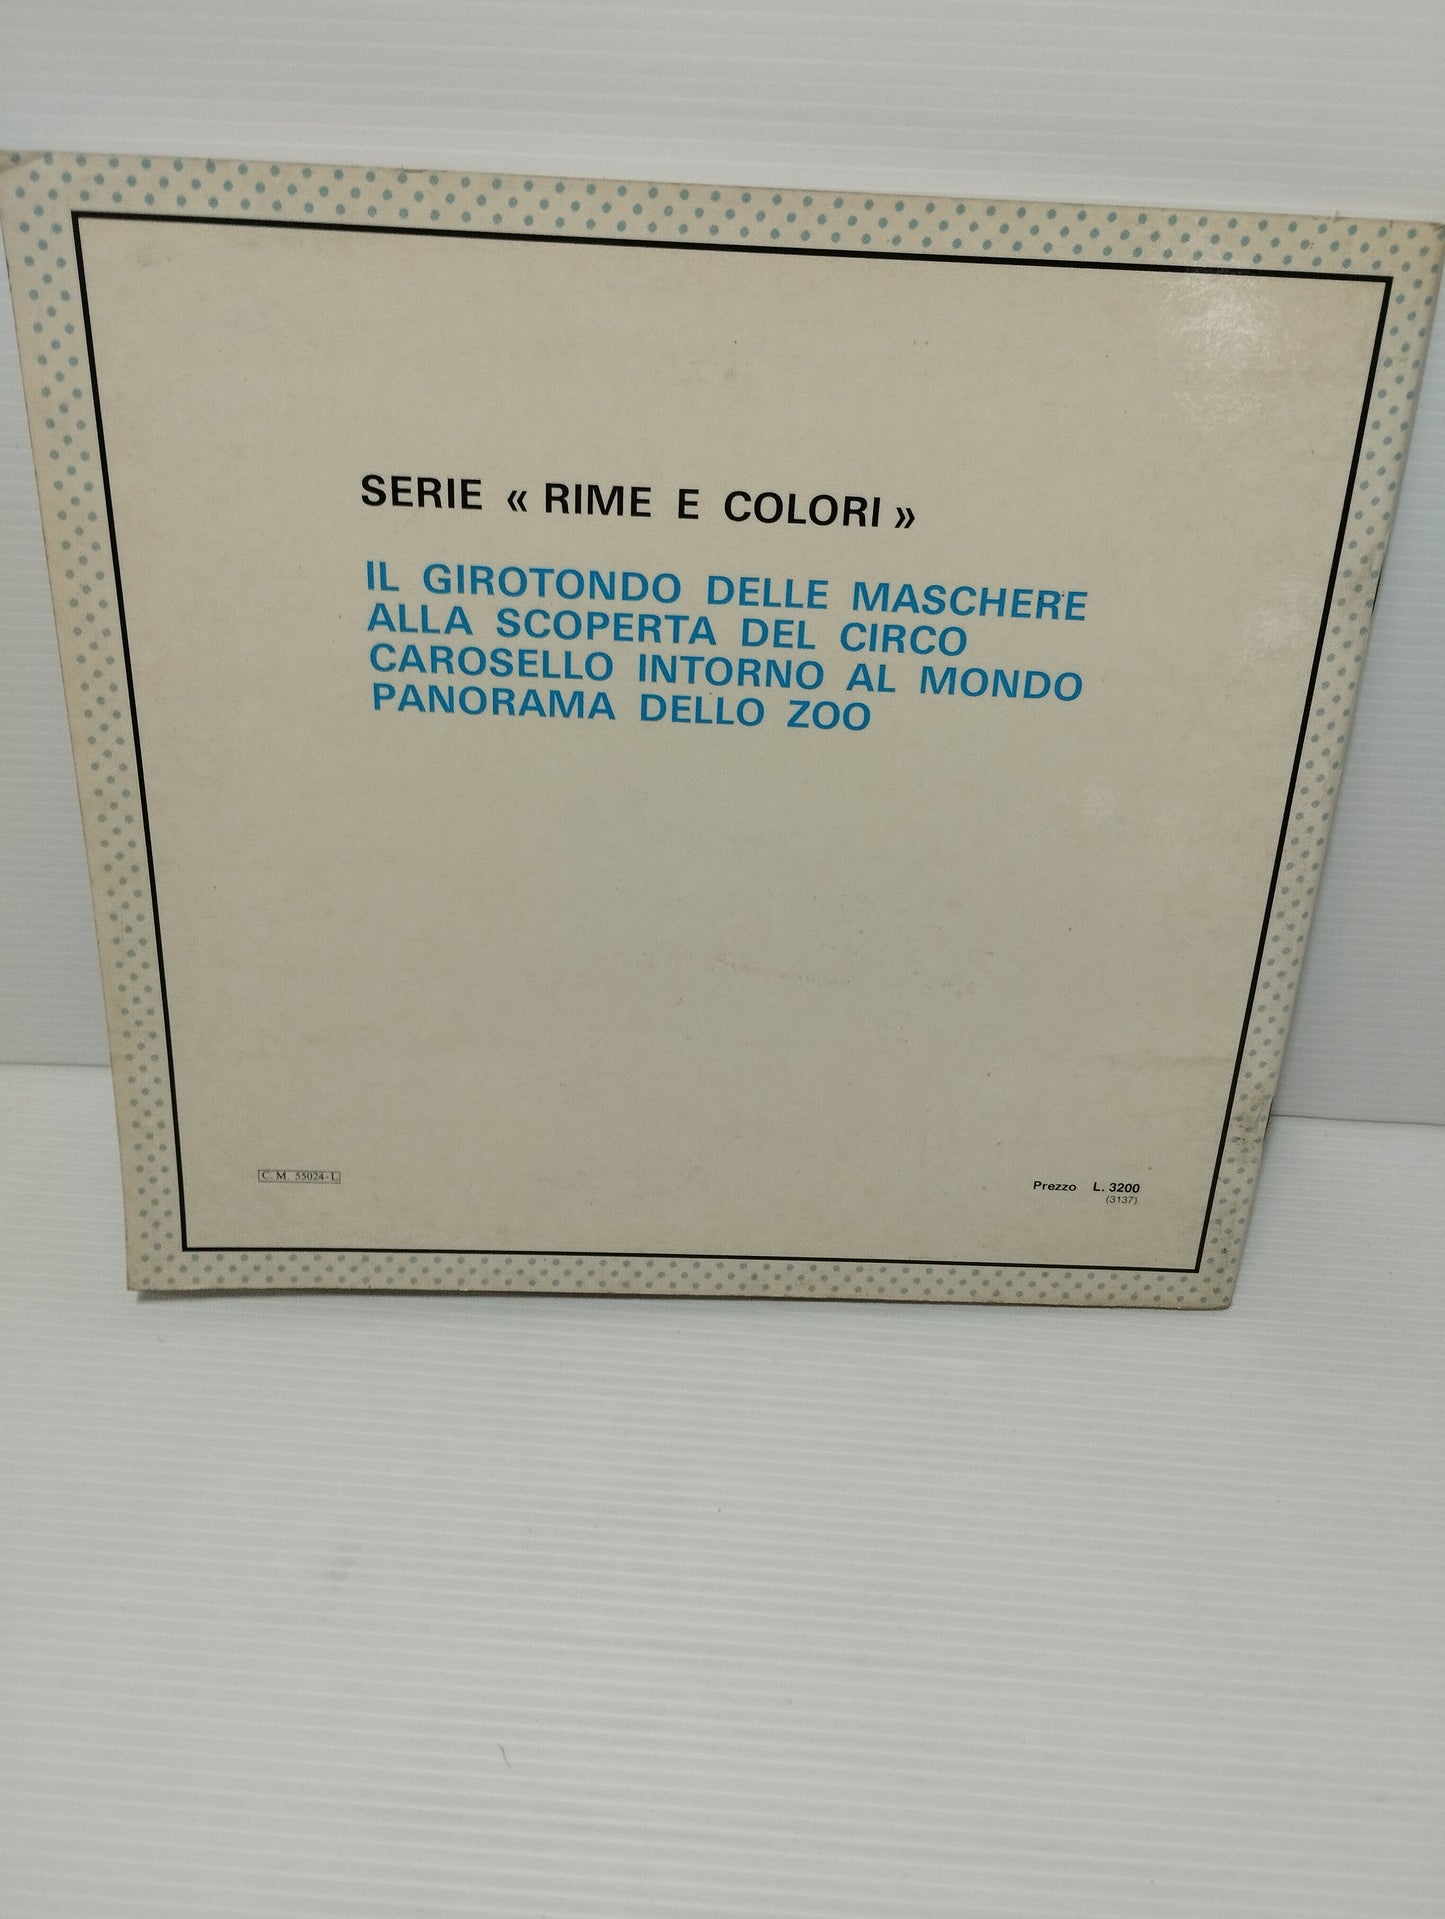 SERIE « RIME E COLORI »
IL GIROTONDO DELLE MASCHERE
ALLA SCOPERTA DEL CIRCO
CAROSELLO INTORNO AL MONDO
PANORAMA DELLO ZOO
C. M. 55024-L
Prezzo L. 3200
(3137)